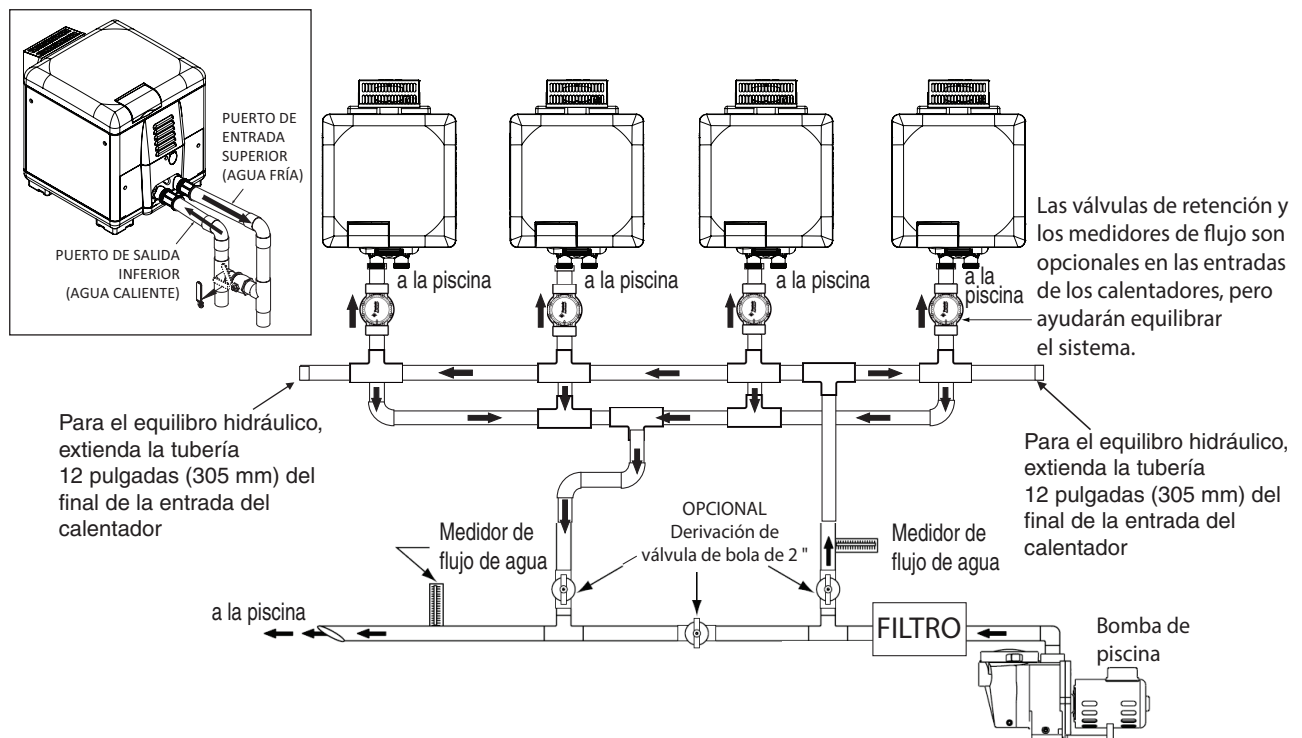 PUERTO DE
ENTRADA
SUPERIOR
(AGUA FRÍA)
PUERTO DE SALIDA
INFERIOR
(AGUA CALIENTE)
a la piscina
a la piscina
a la piscina
a la
piscina
Las válvulas de retención y
los medidores de flujo son
opcionales en las entradas
de los calentadores, pero
ayudarán equilibrar
el sistema.
Para el equilibro hidráulico,
extienda la tubería
12 pulgadas (305 mm) del
final de la entrada del
calentador
Para el equilibro hidráulico,
extienda la tubería
12 pulgadas (305 mm) del
final de la entrada del
calentador
Medidor de
flujo de agua
OPCIONAL
Derivación de
válvula de bola de 2 "
Medidor de
flujo de agua
a la piscina
FILTRO
Bomba de
piscina